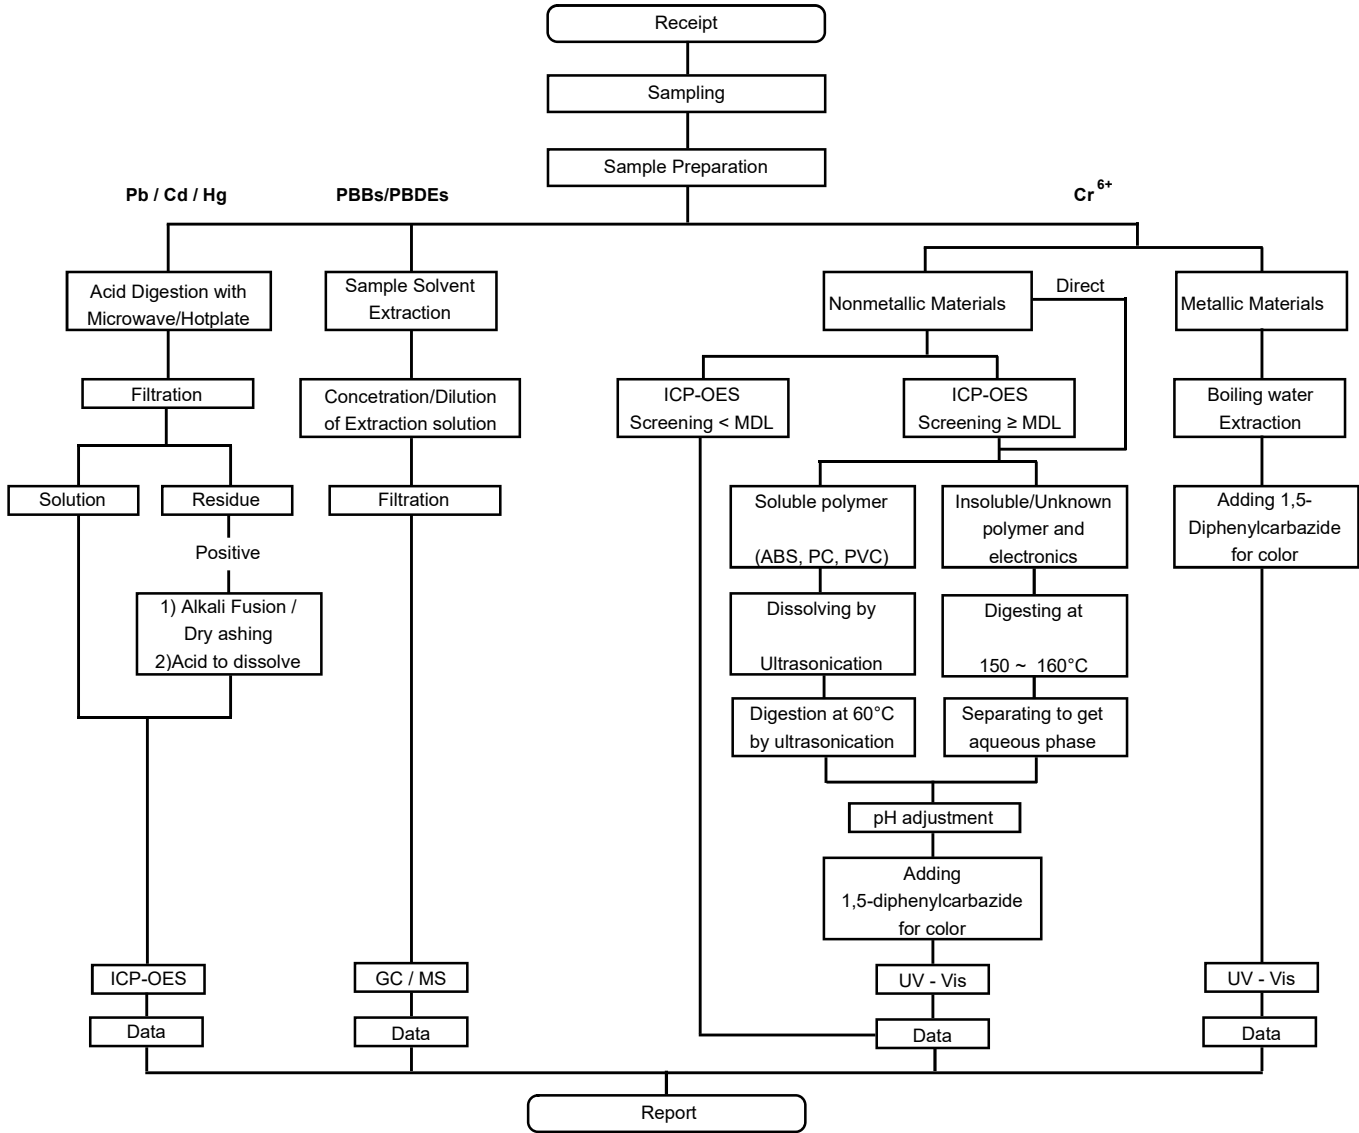 Receipt
Sampling
Sample Preparation
Pb / Cd / Hg
PBBs/PBDEs
Cr 6+
Acid Digestion with
Microwave/Hotplate
Sample Solvent
Extraction
Nonmetallic Materials
Direct
Metallic Materials
Filtration
Concetration/Dilution
of Extraction solution
ICP-OES
Screening < MDL
ICP-OES
Screening ≥ MDL
Boiling water
Extraction
Solution
Residue
Filtration
Soluble polymer
(ABS, PC, PVC)
Insoluble/Unknown
polymer and
electronics
Adding 1,5-
Diphenylcarbazide
for color
Positive
1) Alkali Fusion /
Dry ashing
2)Acid to dissolve
Dissolving by
Ultrasonication
Digesting at
150 ~ 160°C
Digestion at 60°C
by ultrasonication
Separating to get
aqueous phase
pH adjustment
Adding
1,5-diphenylcarbazide
for color
ICP-OES
GC / MS
UV - Vis
UV - Vis
Data
Data
Data
Data
Report